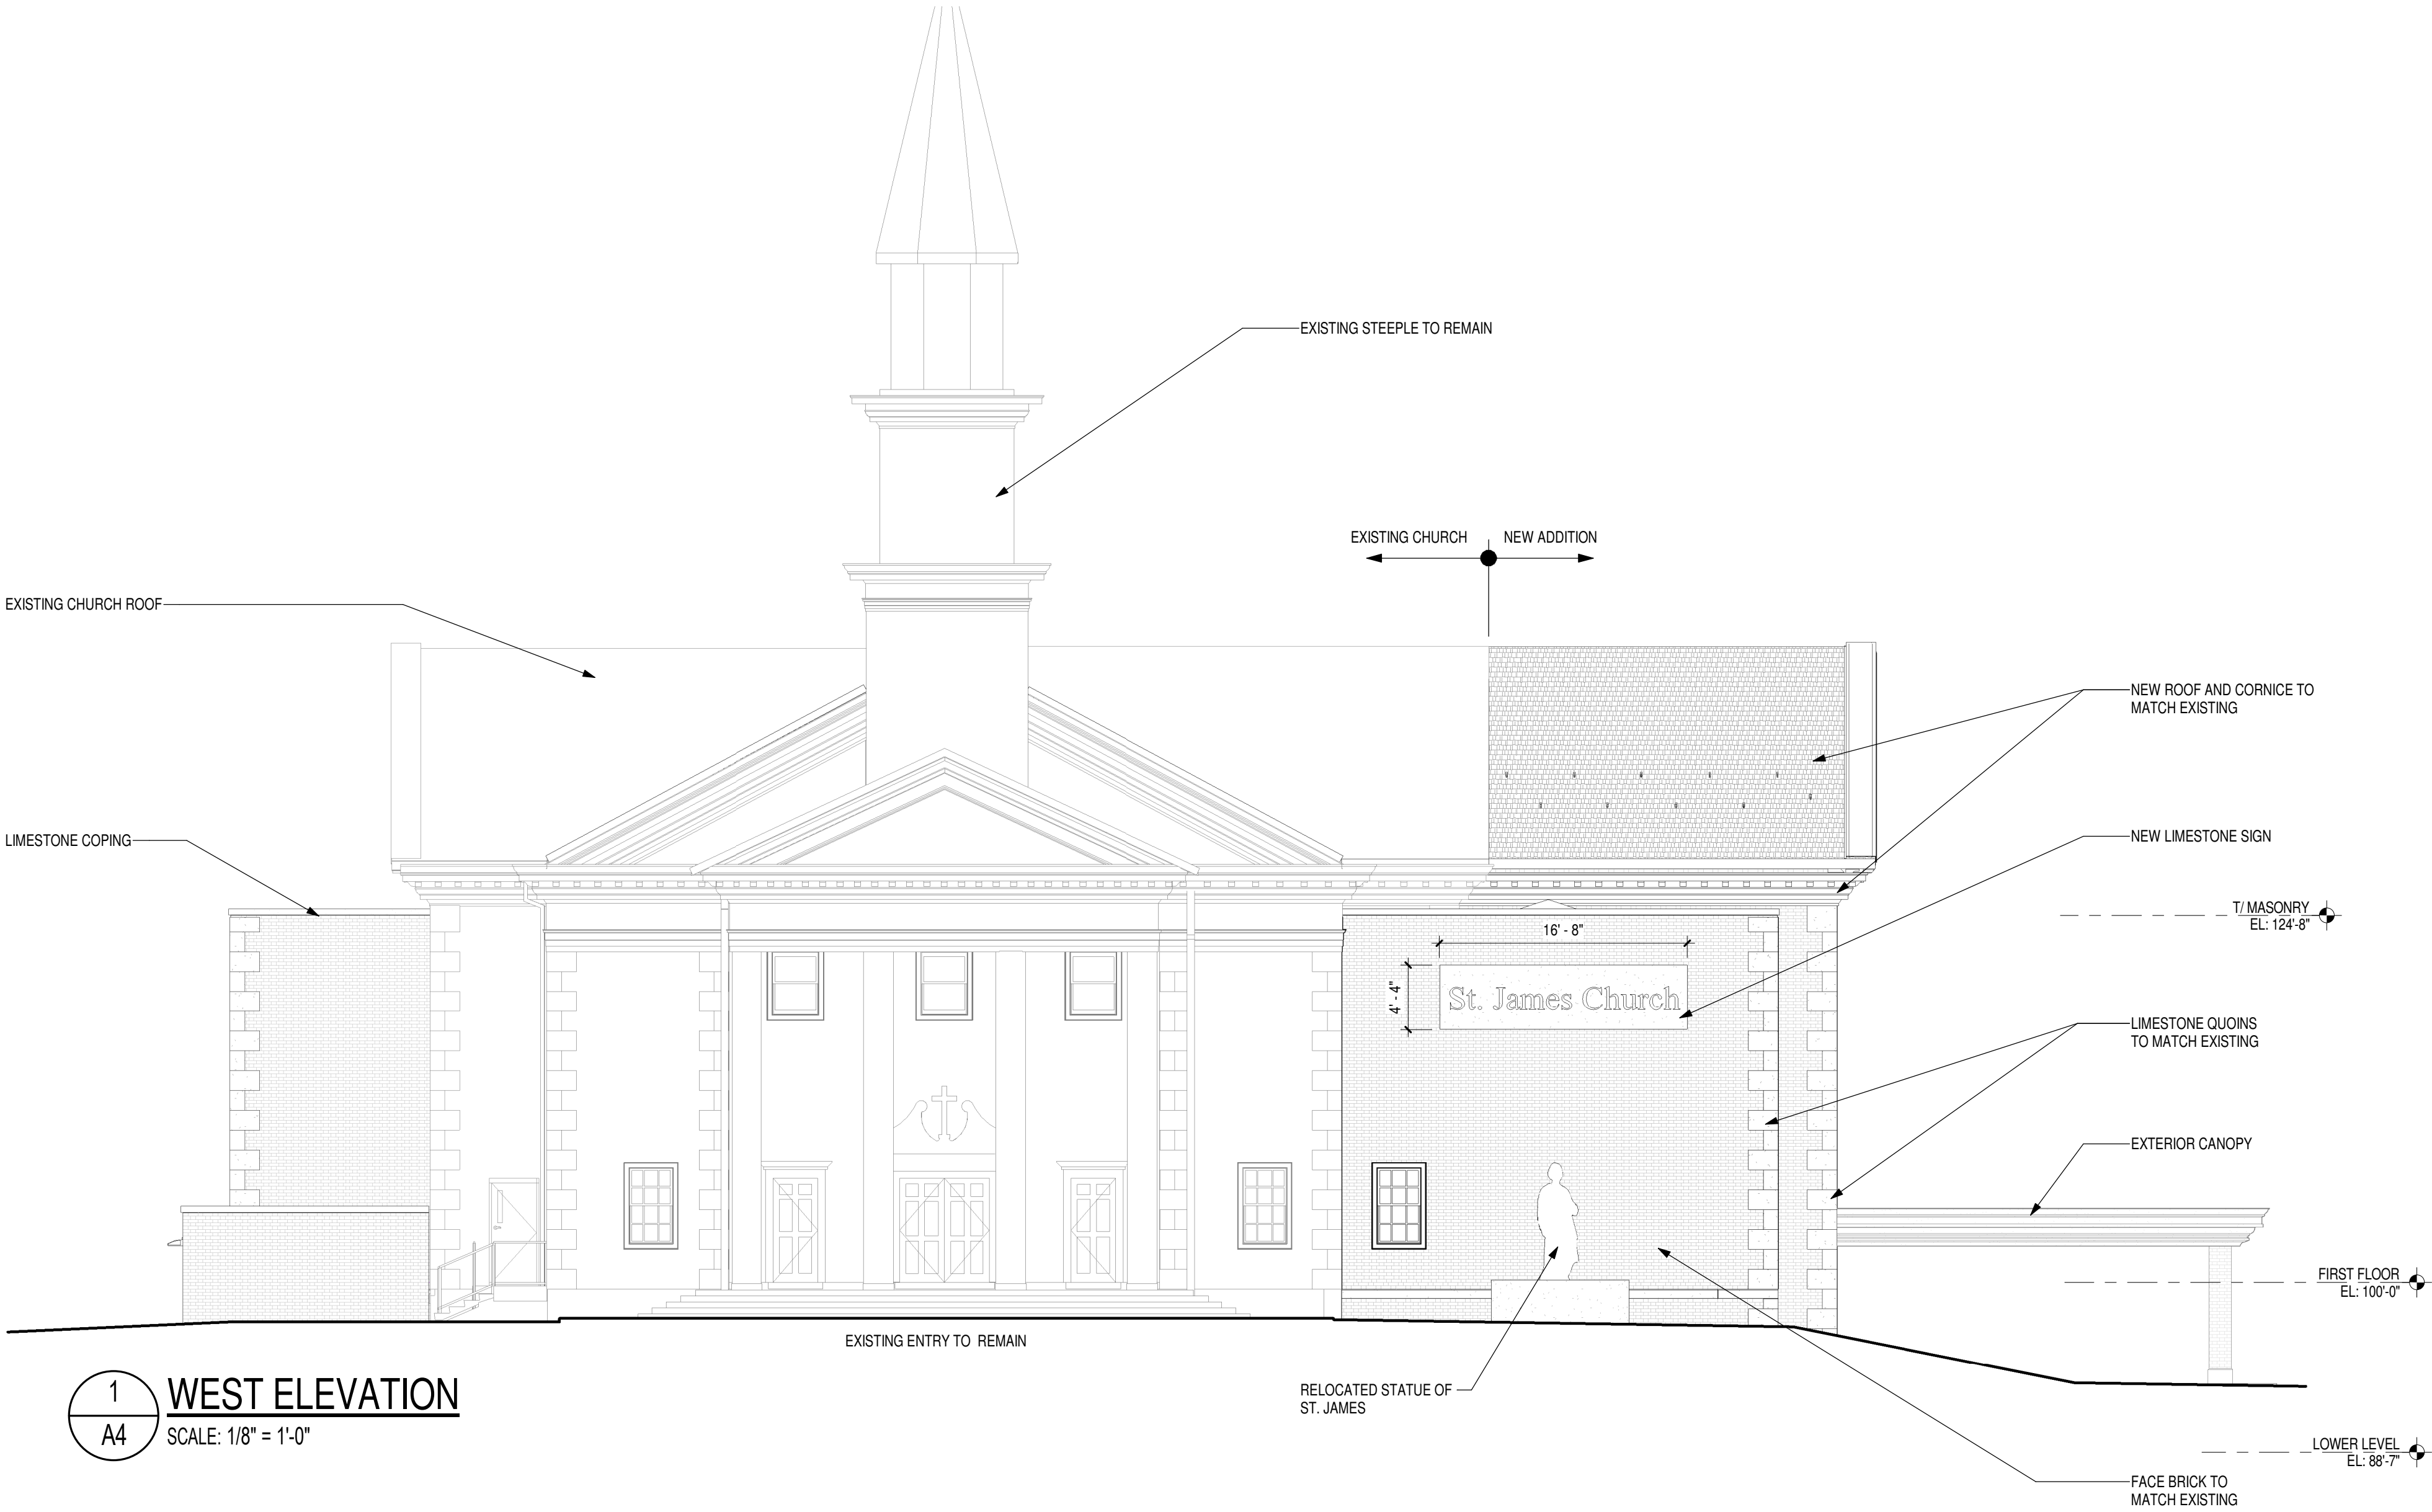 EXISTING STEEPLE TO REMAIN
EXISTING CHURCH
NEW ADDITION
EXISTING CHURCH ROOF
NEW ROOF AND CORNICE TO
MATCH EXISTING
LIMESTONE COPING
NEW LIMESTONE SIGN
T/ MASONRY
EL: 124'-8"
16' - 8"
4' - 4"
St. James Church
LIMESTONE QUOINS
TO MATCH EXISTING
EXTERIOR CANOPY
FIRST FLOOR
EL: 100'-0"
EXISTING ENTRY TO REMAIN
RELOCATED STATUE OF
ST. JAMES
1
A4
WEST ELEVATION
SCALE: 1/8" = 1'-0"
LOWER LEVEL
EL: 88'-7"
FACE BRICK TO
MATCH EXISTING